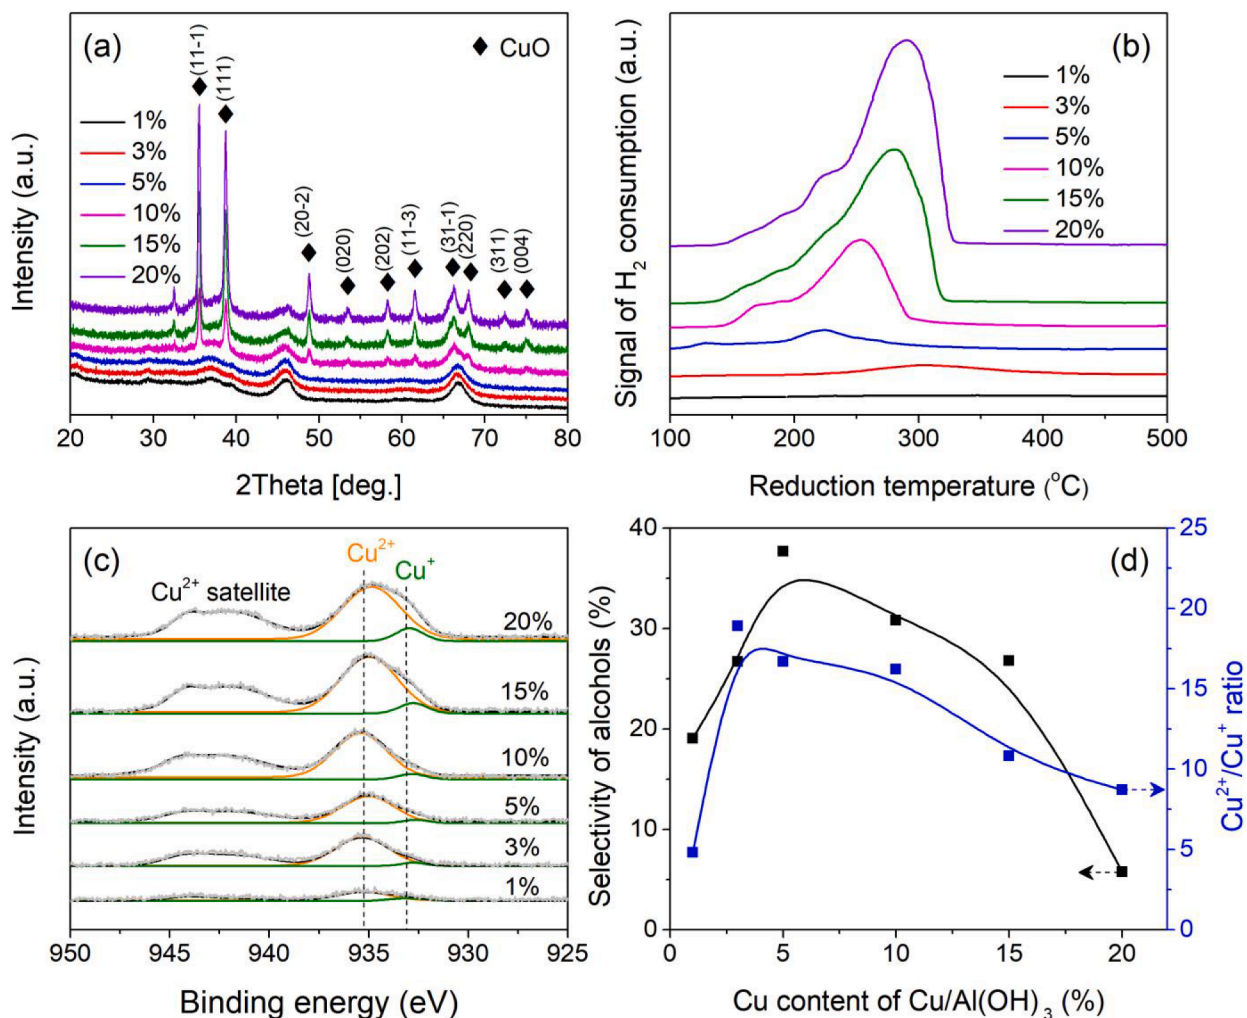 (a)
◆ CuO
(11-1)
(111)
1%
3%
5%
10%
15%
20%
(20-2)
(020)
(202)
(11-3)
(31-1)
(220)
(311)
(004)
Intensity (a.u.)
20 30 40 50 60 70 80
2Theta [deg.]
(b)
1%
3%
5%
10%
15%
20%
Signal of H₂ consumption (a.u.)
100 200 300 400 500
Reduction temperature (°C)
(c)
Cu²⁺
Cu⁺
Cu²⁺ satellite
20%
15%
10%
5%
3%
1%
Intensity (a.u.)
950 945 940 935 930 925
Binding energy (eV)
(d)
40
30
20
10
0
Selectivity of alcohols (%)
25
20
15
10
5
0
Cu²⁺/Cu⁺ ratio
0 5 10 15 20
Cu content of Cu/Al(OH)₃ (%)